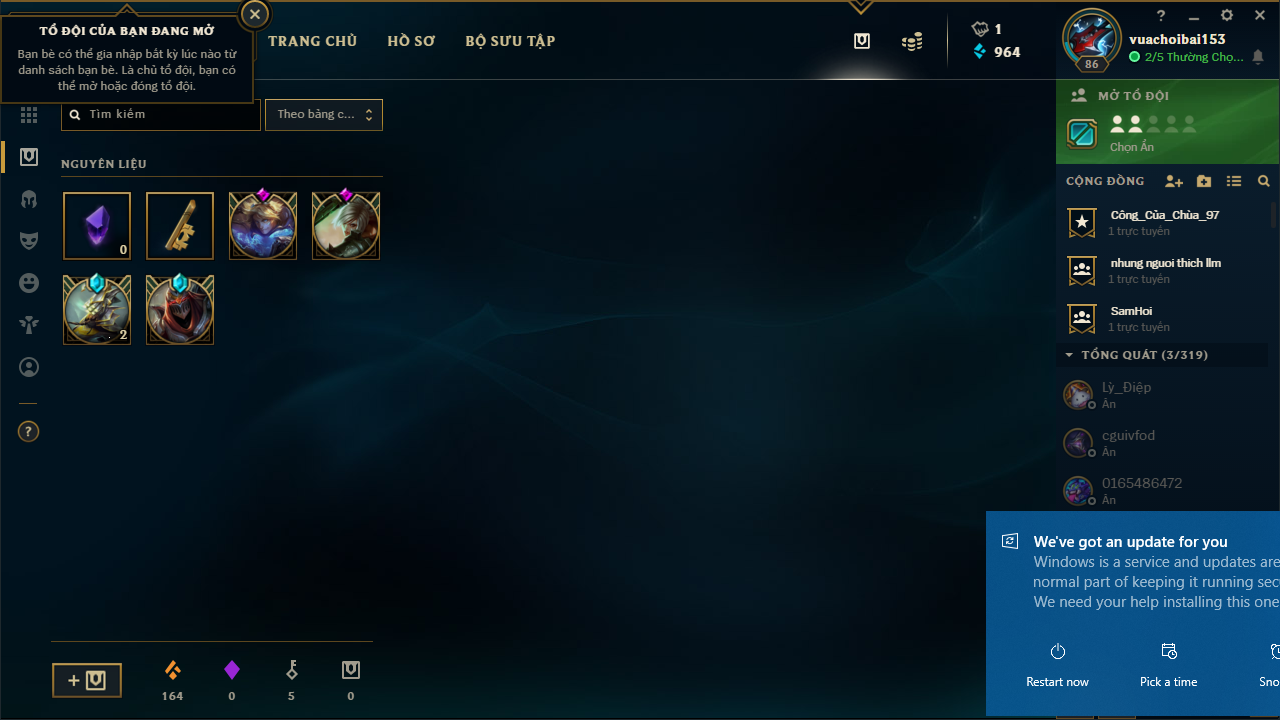 TỔ ĐỘI CỦA BẠN ĐANG MỞ
Bạn bè có thể gia nhập bất kỳ lúc nào từ
danh sách bạn bè. Là chủ tổ đội, bạn có
thể mở hoặc đóng tổ đội.
TRANG CHỦ
HỒ SƠ
BỘ SƯU TẬP
1
964
?
86
vuachoibai153
2/5 Thường Chọ...
Tìm kiếm
Theo bảng c...
NGUYÊN LIỆU
0
2
?
MỞ TỔ ĐỘI
Chọn Ẩn
CỘNG ĐỒNG
Công_Của_Chùa_97
1 trực tuyến
nhung nguoi thich llm
1 trực tuyến
SamHoi
1 trực tuyến
TỔNG QUÁT (3/319)
Lỳ_Điệp
Ẩn
cguivfod
Ẩn
0165486472
Ẩn
We've got an update for you
Windows is a service and updates are
normal part of keeping it running sec
We need your help installing this one
Restart now
Pick a time
Sno
+
164
0
5
0